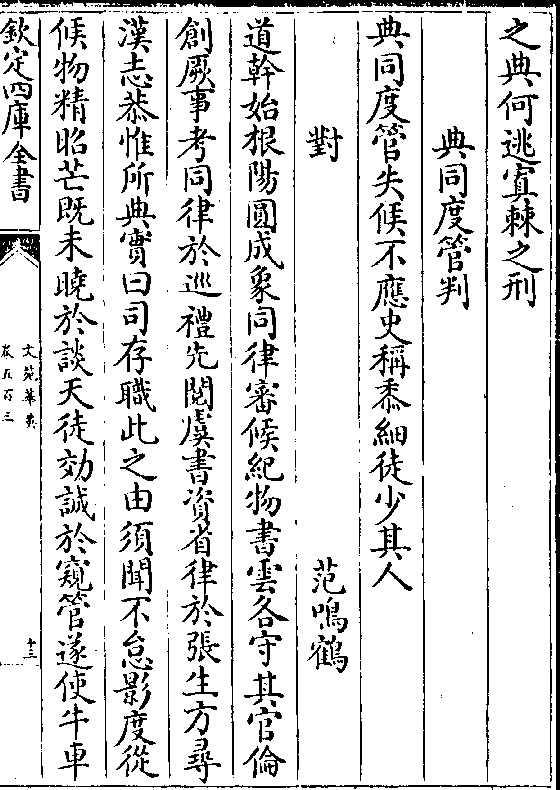 之典何逃寘棘之刑
典同度管判
典同度管失候不應史稱黍細徒少其人
對 范鳴鶴
道幹始根陽圓成象同律審候紀物書雲各守其官倫
創厥事考同律於巡禮先閱虞書資省律於張生方尋
漢志恭惟所典實曰司存職此之由須聞不怠影度從
候物精昭芒既未曉於談天徒効誠於窺管遂使牛車
欽定四庫全書
文苑英華
卷五百三
十三